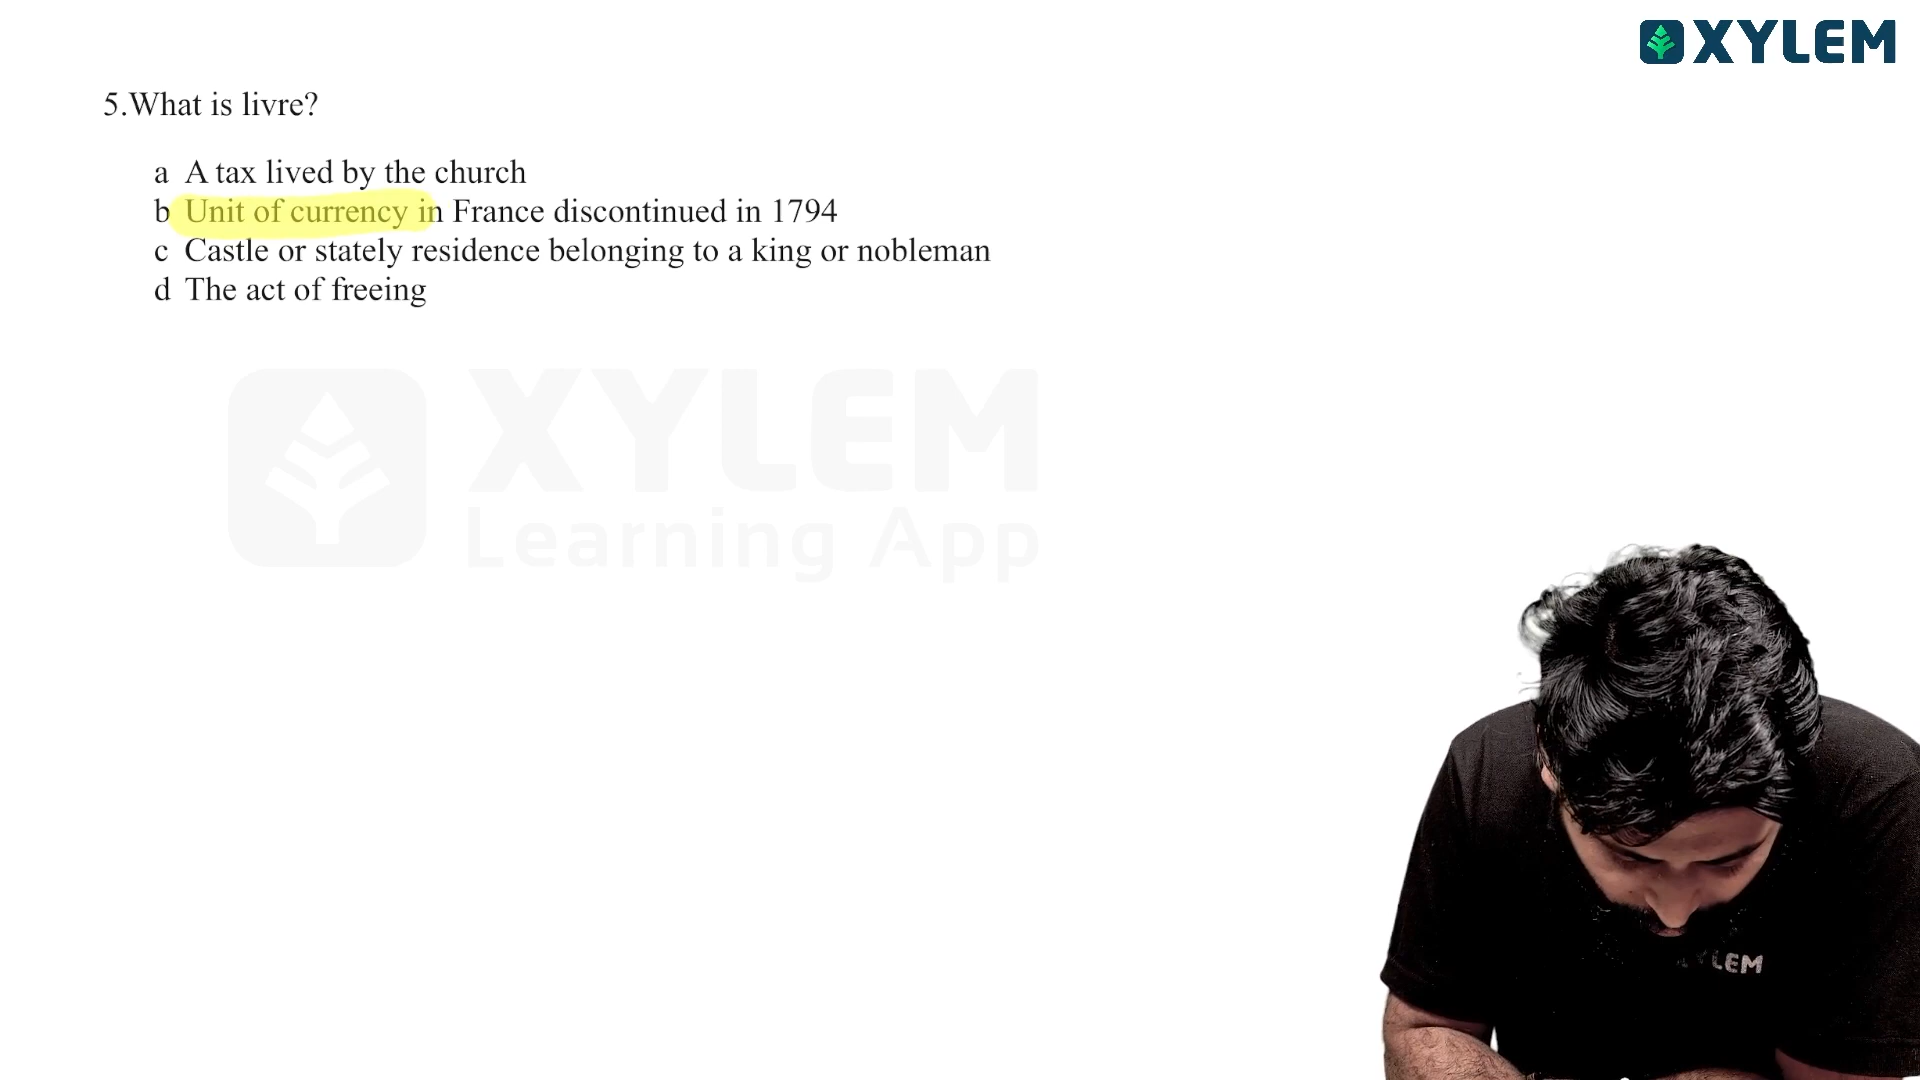 XYLEM
5.What is livre?
a A tax lived by the church
b Unit of currency in France discontinued in 1794
c Castle or stately residence belonging to a king or nobleman
d The act of freeing
XYLEM
Learning App
LEM